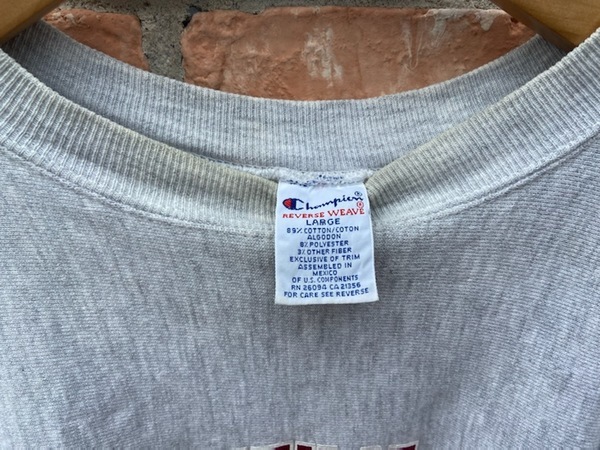 Champion®
REVERSE WEAVE®
LARGE
89% COTTON/COTON
ALGODON
8% POLYESTER
3% OTHER FIBER
EXCLUSIVE OF TRIM
ASSEMBLED IN
MEXICO
OF U.S. COMPONENTS
RN 26094 CA 21356
FOR CARE SEE REVERSE